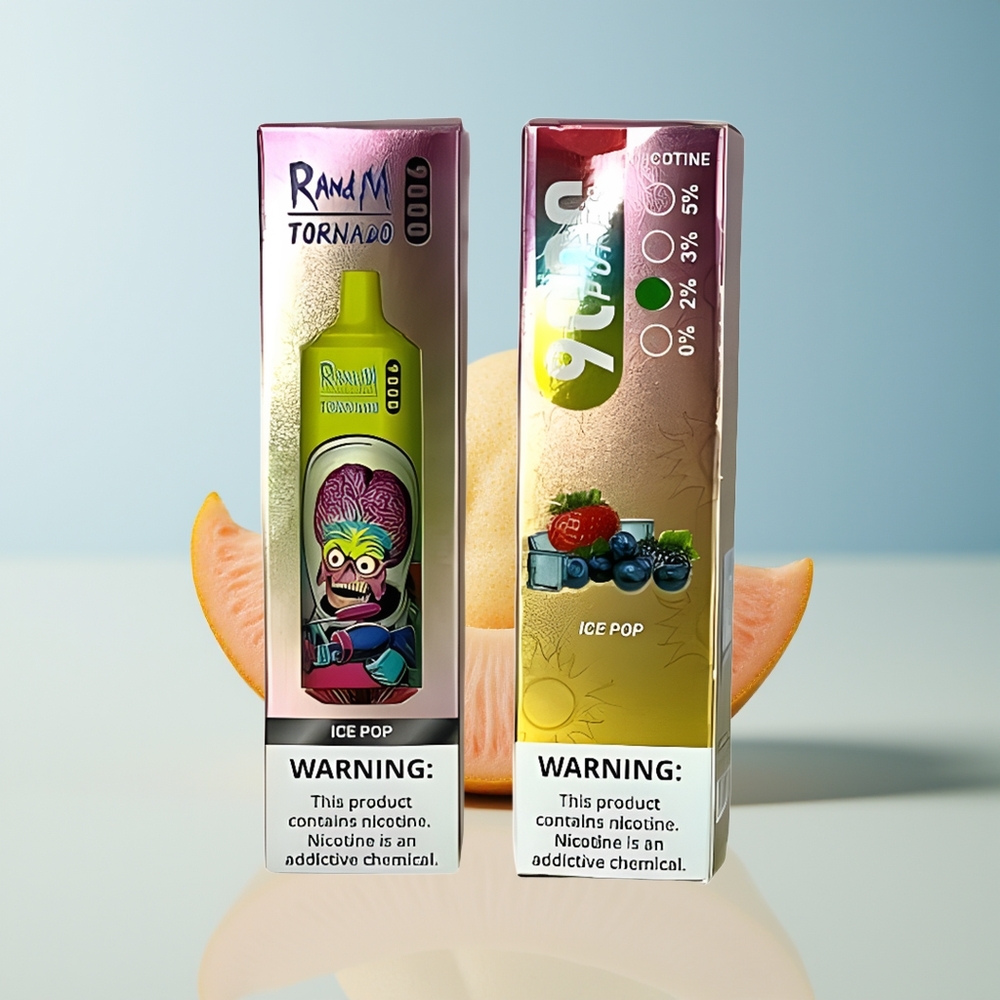 RandM
TORNADO
9000
RandM
TORNADO
9000
ICE POP
WARNING:
This product
contains nicotine.
Nicotine is an
addictive chemical.
COTINE
5%
3%
2%
0%
9000
ICE POP
WARNING:
This product
contains nicotine.
Nicotine is an
addictive chemical.